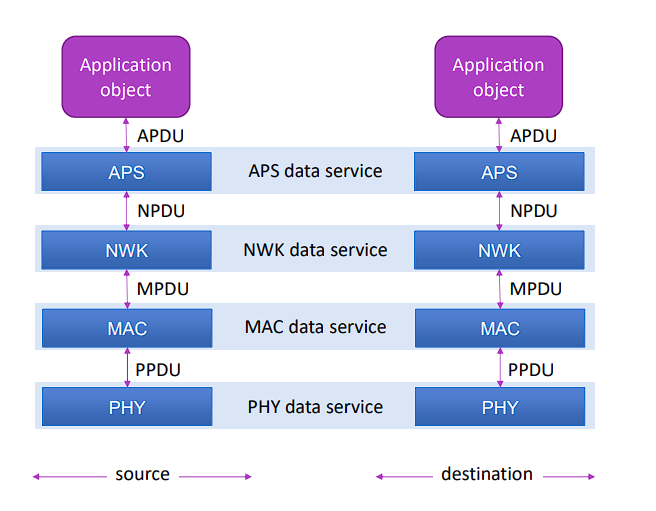 Application
object
Application
object
APDU
APDU
APS
APS data service
APS
NPDU
NPDU
NWK
NWK data service
NWK
MPDU
MPDU
MAC
MAC data service
MAC
PPDU
PPDU
PHY
PHY data service
PHY
source
destination